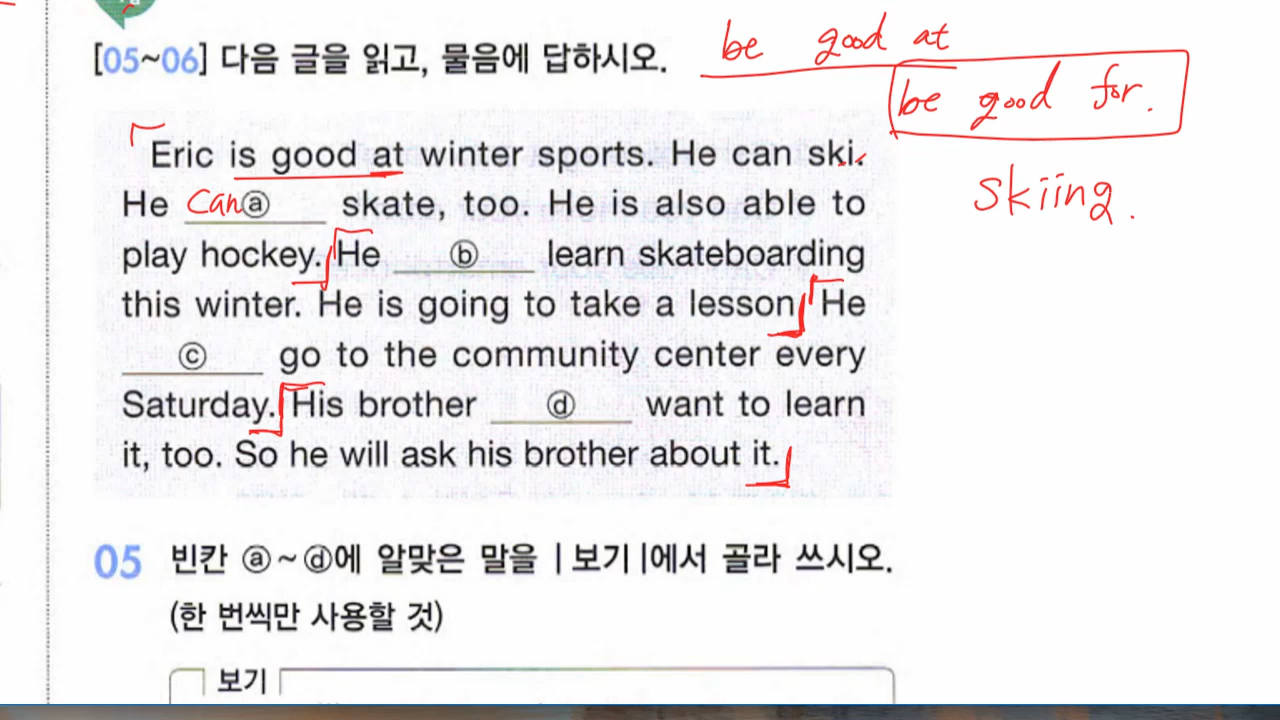 [05~06] 다음 글을 읽고, 물음에 답하시오.
be good at
be good for.
skiing.
Eric is good at winter sports. He can ski.
He can ⓐ skate, too. He is also able to
play hockey. He ⓑ learn skateboarding
this winter. He is going to take a lesson. He
ⓒ go to the community center every
Saturday. His brother ⓓ want to learn
it, too. So he will ask his brother about it.
05 빈칸 ⓐ~ⓓ에 알맞은 말을 |보기|에서 골라 쓰시오.
(한 번씩만 사용할 것)
보기